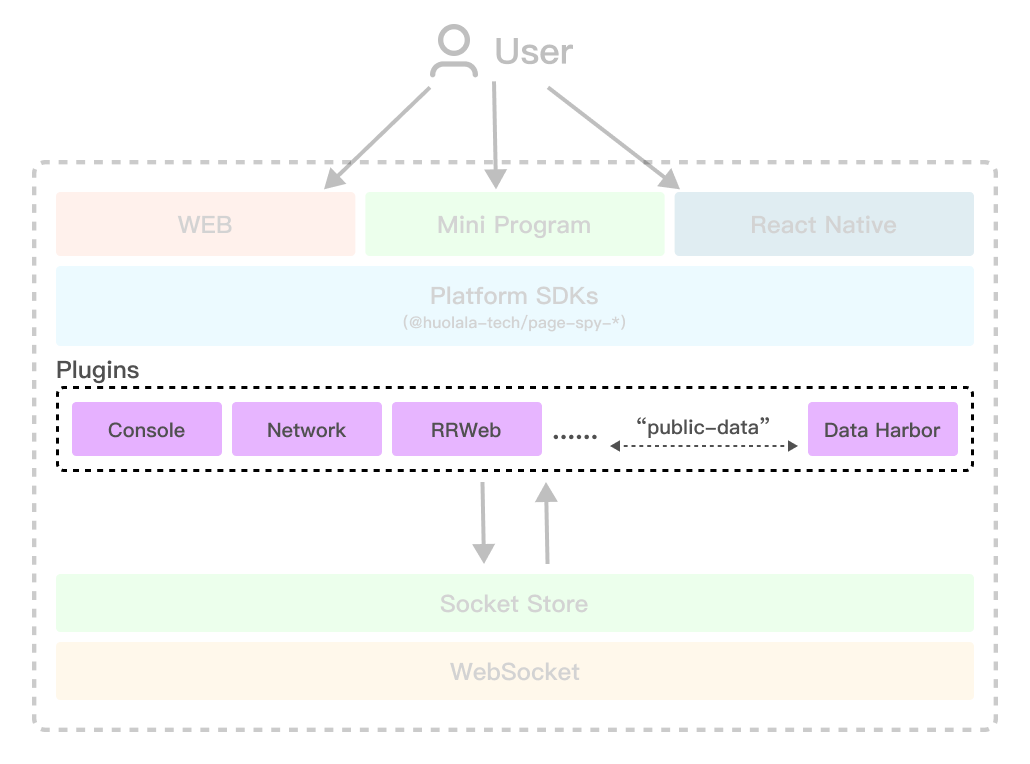 User
WEB
Mini Program
React Native
Platform SDKs
(@huolala-tech/page-spy-*)
Plugins
Console
Network
RRWeb
......
“public-data”
Data Harbor
Socket Store
WebSocket